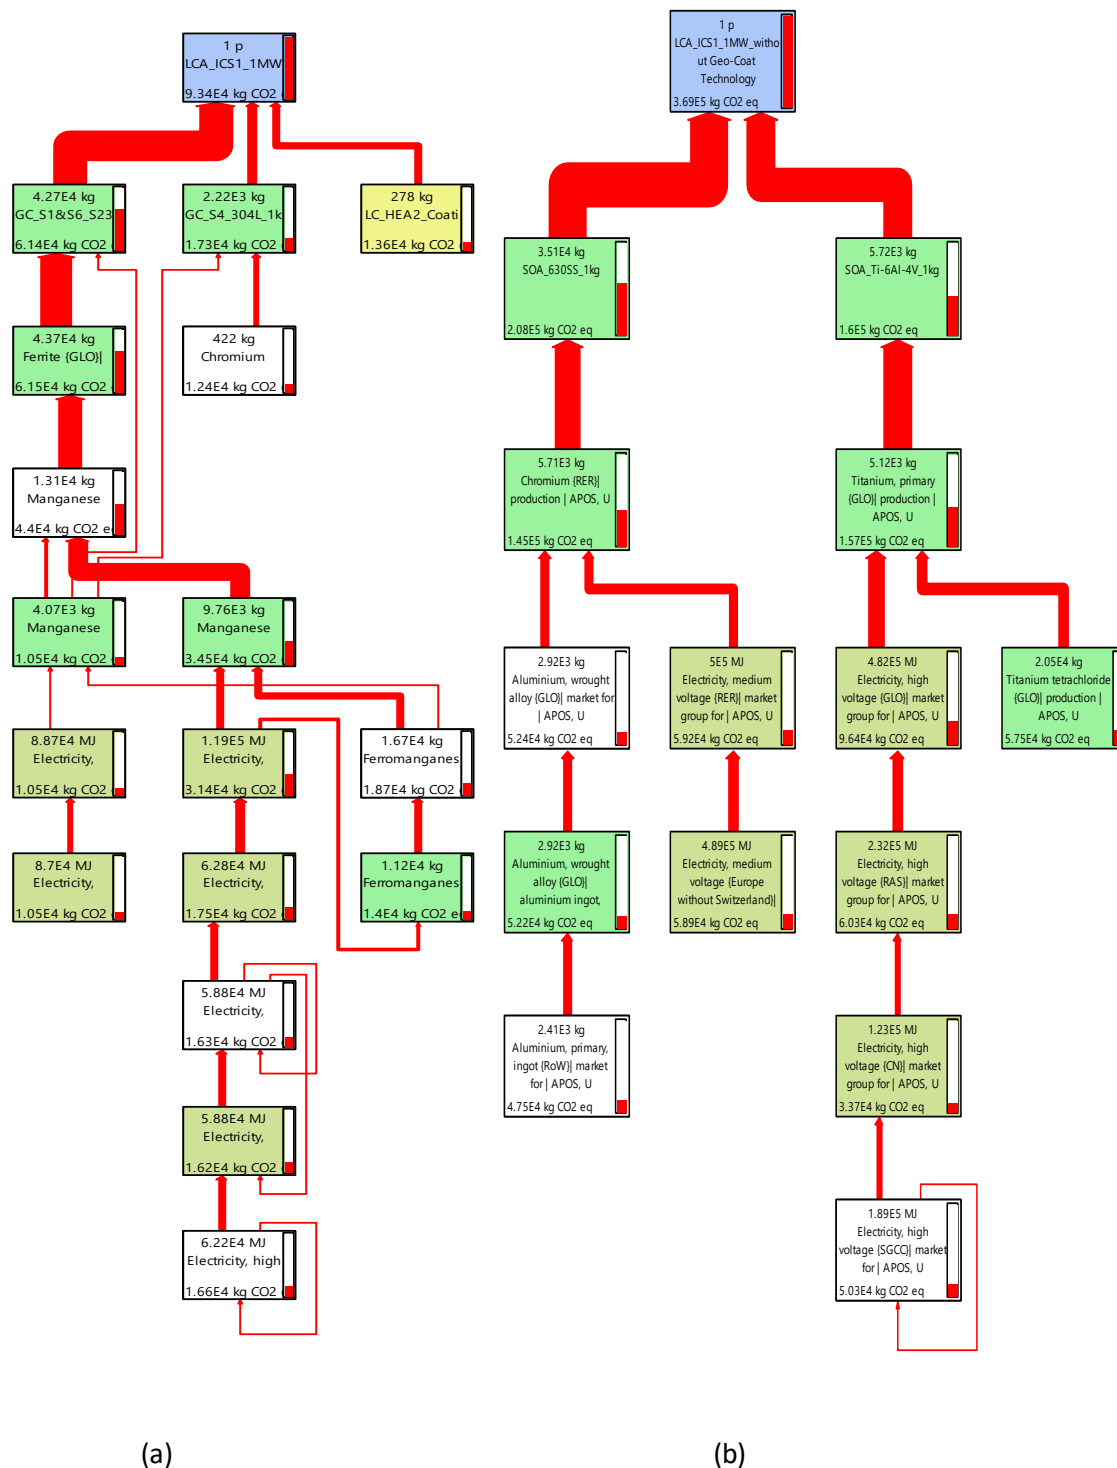 1 p
LCA_ICS1_1MW
9.34E4 kg CO2
4.27E4 kg
GC_S1&S6_S23
6.14E4 kg CO2
2.22E3 kg
GC_S4_304L_1k
1.73E4 kg CO2
278 kg
LC_HEA2_Coati
1.36E4 kg CO2
4.37E4 kg
Ferrite {GLO}|
6.15E4 kg CO2
422 kg
Chromium
1.24E4 kg CO2
1.31E4 kg
Manganese
4.4E4 kg CO2 eq
4.07E3 kg
Manganese
1.05E4 kg CO2
9.76E3 kg
Manganese
3.45E4 kg CO2
8.87E4 MJ
Electricity,
1.05E4 kg CO2
1.19E5 MJ
Electricity,
3.14E4 kg CO2
1.67E4 kg
Ferromanganes
1.87E4 kg CO2
8.7E4 MJ
Electricity,
1.05E4 kg CO2
6.28E4 MJ
Electricity,
1.75E4 kg CO2
1.12E4 kg
Ferromanganes
1.4E4 kg CO2 eq
5.88E4 MJ
Electricity,
1.63E4 kg CO2
5.88E4 MJ
Electricity,
1.62E4 kg CO2
6.22E4 MJ
Electricity, high
1.66E4 kg CO2
(a)
1 p
LCA_ICS1_1MW_witho
ut Geo-Coat
Technology
3.69E5 kg CO2 eq
3.51E4 kg
SOA_630SS_1kg
2.08E5 kg CO2 eq
5.72E3 kg
SOA_Ti-6Al-4V_1kg
1.6E5 kg CO2 eq
5.71E3 kg
Chromium {RER}|
production | APOS, U
1.45E5 kg CO2 eq
5.12E3 kg
Titanium, primary
{GLO}| production |
APOS, U
1.57E5 kg CO2 eq
2.92E3 kg
Aluminium, wrought
alloy {GLO}| market for
| APOS, U
5.24E4 kg CO2 eq
5E5 MJ
Electricity, medium
voltage {RER}| market
group for | APOS, U
5.92E4 kg CO2 eq
4.82E5 MJ
Electricity, high
voltage {GLO}| market
group for | APOS, U
9.64E4 kg CO2 eq
2.05E4 kg
Titanium tetrachloride
{GLO}| production |
APOS, U
5.75E4 kg CO2 eq
2.92E3 kg
Aluminium, wrought
alloy {GLO}|
aluminium ingot,
5.22E4 kg CO2 eq
4.89E5 MJ
Electricity, medium
voltage {Europe
without Switzerland}|
5.89E4 kg CO2 eq
2.32E5 MJ
Electricity, high
voltage {RAS}| market
group for | APOS, U
6.03E4 kg CO2 eq
2.41E3 kg
Aluminium, primary,
ingot {RoW}| market
for | APOS, U
4.75E4 kg CO2 eq
1.23E5 MJ
Electricity, high
voltage {CN}| market
group for | APOS, U
3.37E4 kg CO2 eq
1.89E5 MJ
Electricity, high
voltage {SGCC}| market
for | APOS, U
5.03E4 kg CO2 eq
(b)